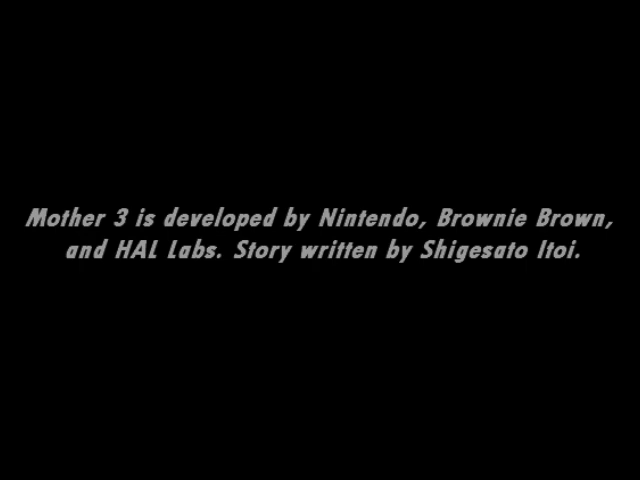 Mother 3 is developed by Nintendo, Brownie Brown,
and HAL Labs. Story written by Shigesato Itoi.